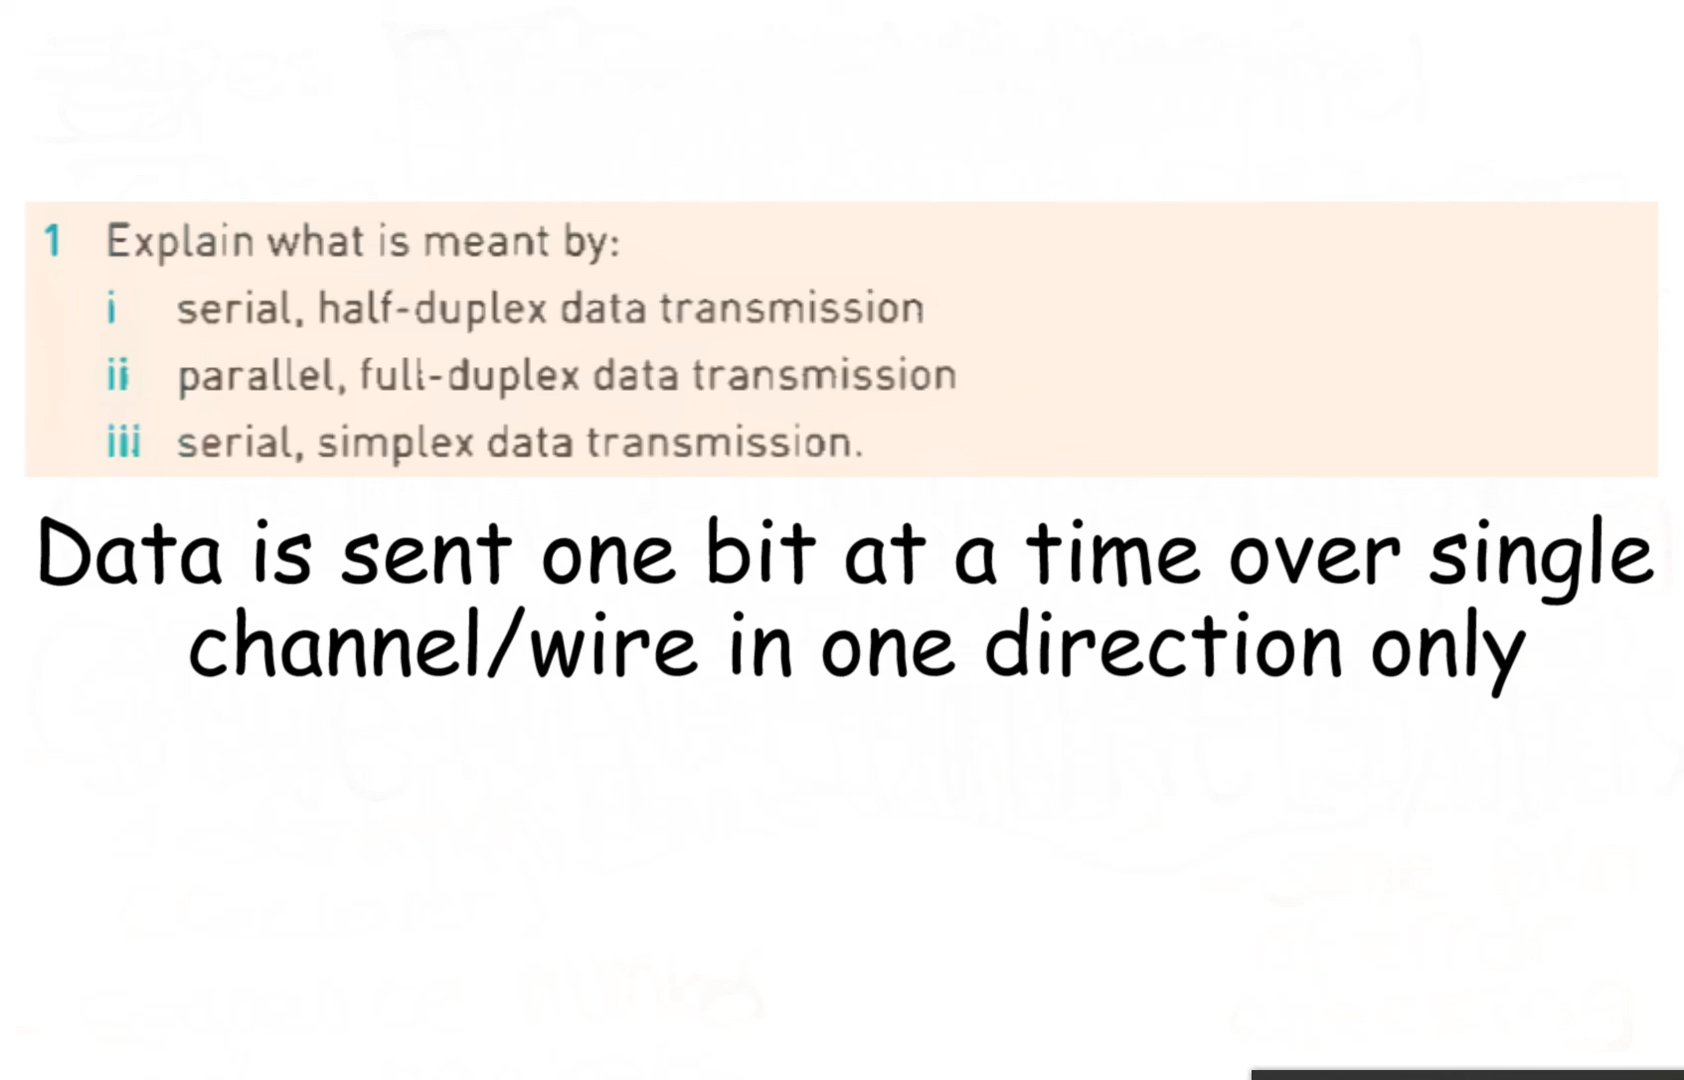 1 Explain what is meant by:
i serial, half-duplex data transmission
ii parallel, full-duplex data transmission
iii serial, simplex data transmission.
Data is sent one bit at a time over single
channel/wire in one direction only